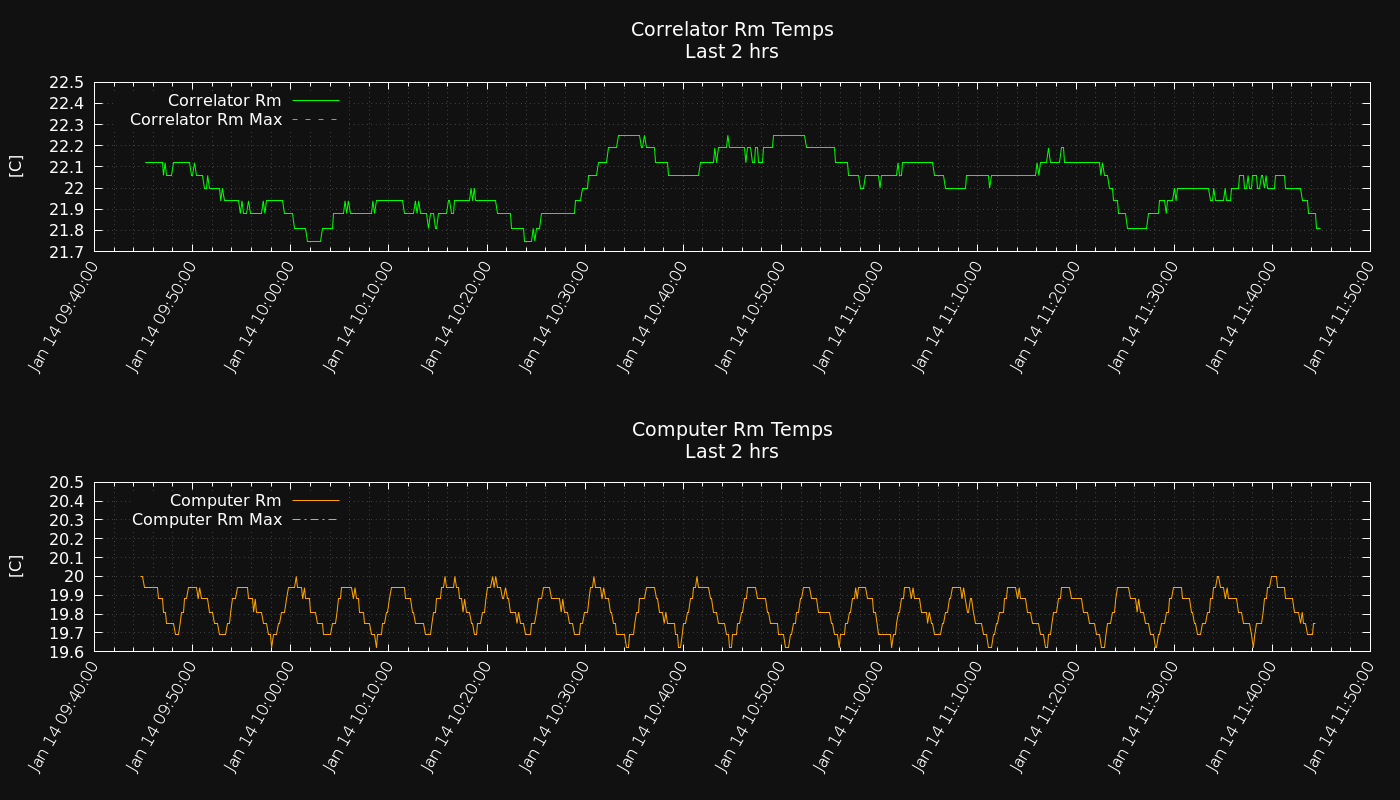 Correlator Rm Temps
Last 2 hrs
[C]
22.5
22.4
22.3
22.2
22.1
22
21.9
21.8
21.7
Correlator Rm
Correlator Rm Max
Jan 14 09:40:00
Jan 14 09:50:00
Jan 14 10:00:00
Jan 14 10:10:00
Jan 14 10:20:00
Jan 14 10:30:00
Jan 14 10:40:00
Jan 14 10:50:00
Jan 14 11:00:00
Jan 14 11:10:00
Jan 14 11:20:00
Jan 14 11:30:00
Jan 14 11:40:00
Jan 14 11:50:00
Computer Rm Temps
Last 2 hrs
[C]
20.5
20.4
20.3
20.2
20.1
20
19.9
19.8
19.7
19.6
Computer Rm
Computer Rm Max
Jan 14 09:40:00
Jan 14 09:50:00
Jan 14 10:00:00
Jan 14 10:10:00
Jan 14 10:20:00
Jan 14 10:30:00
Jan 14 10:40:00
Jan 14 10:50:00
Jan 14 11:00:00
Jan 14 11:10:00
Jan 14 11:20:00
Jan 14 11:30:00
Jan 14 11:40:00
Jan 14 11:50:00